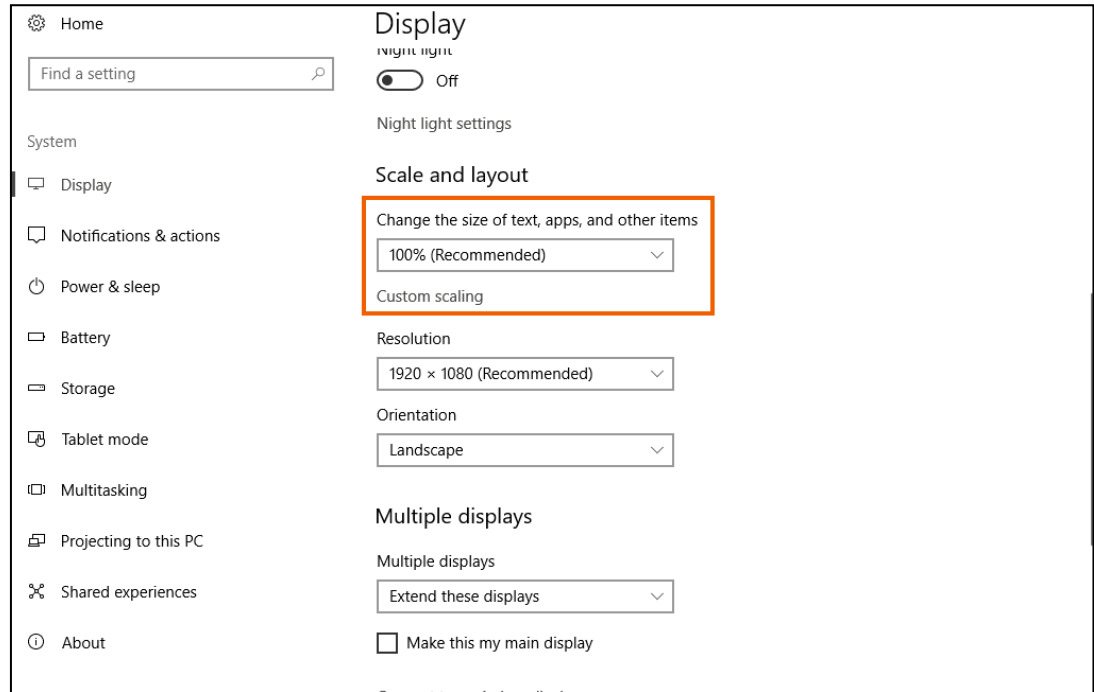 Home
Find a setting
System
Display
Notifications & actions
Power & sleep
Battery
Storage
Tablet mode
Multitasking
Projecting to this PC
Shared experiences
About
Display
Night light
Off
Night light settings
Scale and layout
Change the size of text, apps, and other items
100% (Recommended)
Custom scaling
Resolution
1920 × 1080 (Recommended)
Orientation
Landscape
Multiple displays
Multiple displays
Extend these displays
Make this my main display